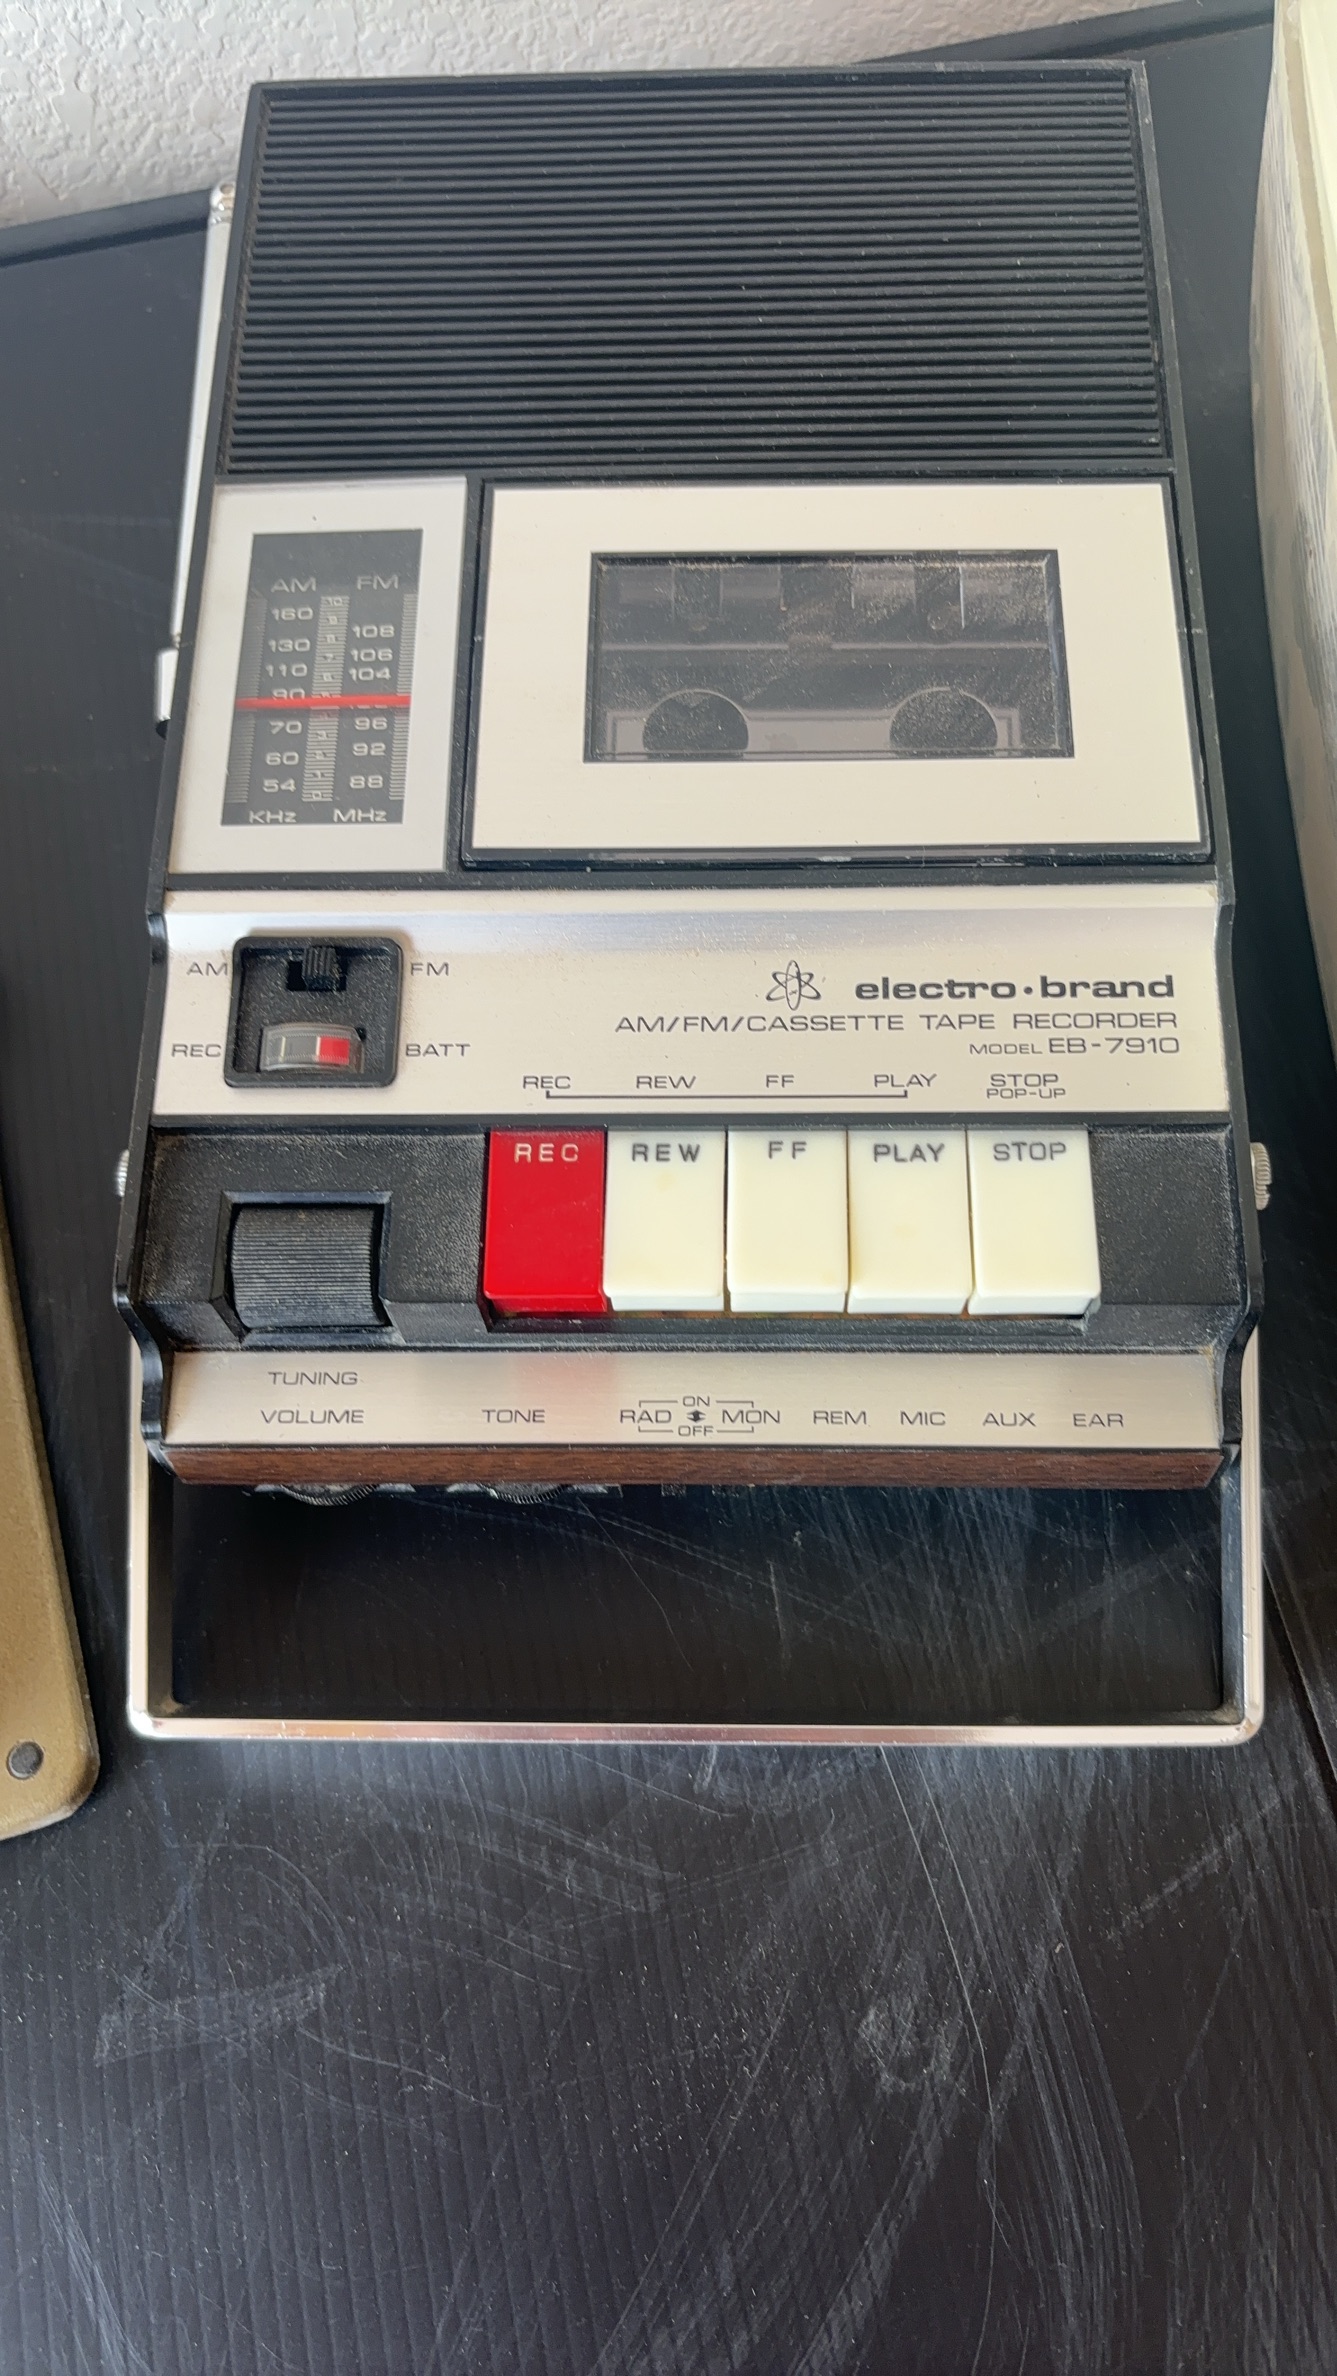 AM FM
160
108
130
106
110
104
90
70 96
60 92
54 88
KHz MHz
AM FM
electro·brand
AM/FM/CASSETTE TAPE RECORDER
MODEL EB-7910
REC BATT
REC REW FF PLAY STOP
POP-UP
REC REW FF PLAY STOP
TUNING
ON
VOLUME TONE RAD MON REM MIC AUX EAR
OFF